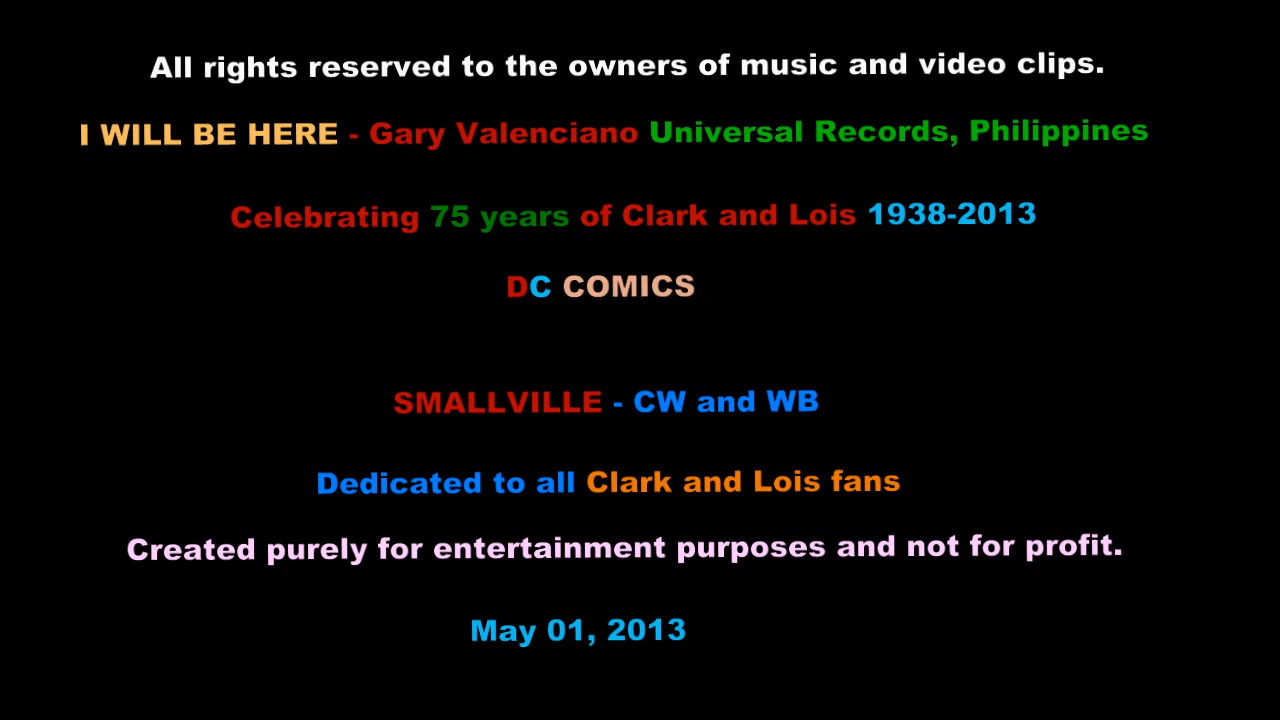 All rights reserved to the owners of music and video clips.
I WILL BE HERE - Gary Valenciano Universal Records, Philippines
Celebrating 75 years of Clark and Lois 1938-2013
DC COMICS
SMALLVILLE - CW and WB
Dedicated to all Clark and Lois fans
Created purely for entertainment purposes and not for profit.
May 01, 2013